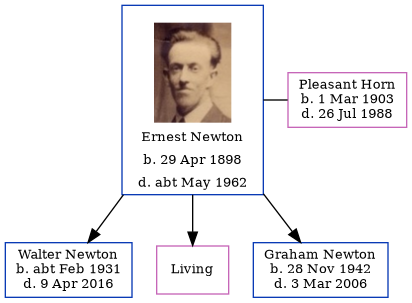 Ernest Newton
b. 29 Apr 1898
d. abt May 1962
Pleasant Horn
b. 1 Mar 1903
d. 26 Jul 1988
Walter Newton
b. abt Feb 1931
d. 9 Apr 2016
Living
Graham Newton
b. 28 Nov 1942
d. 3 Mar 2006